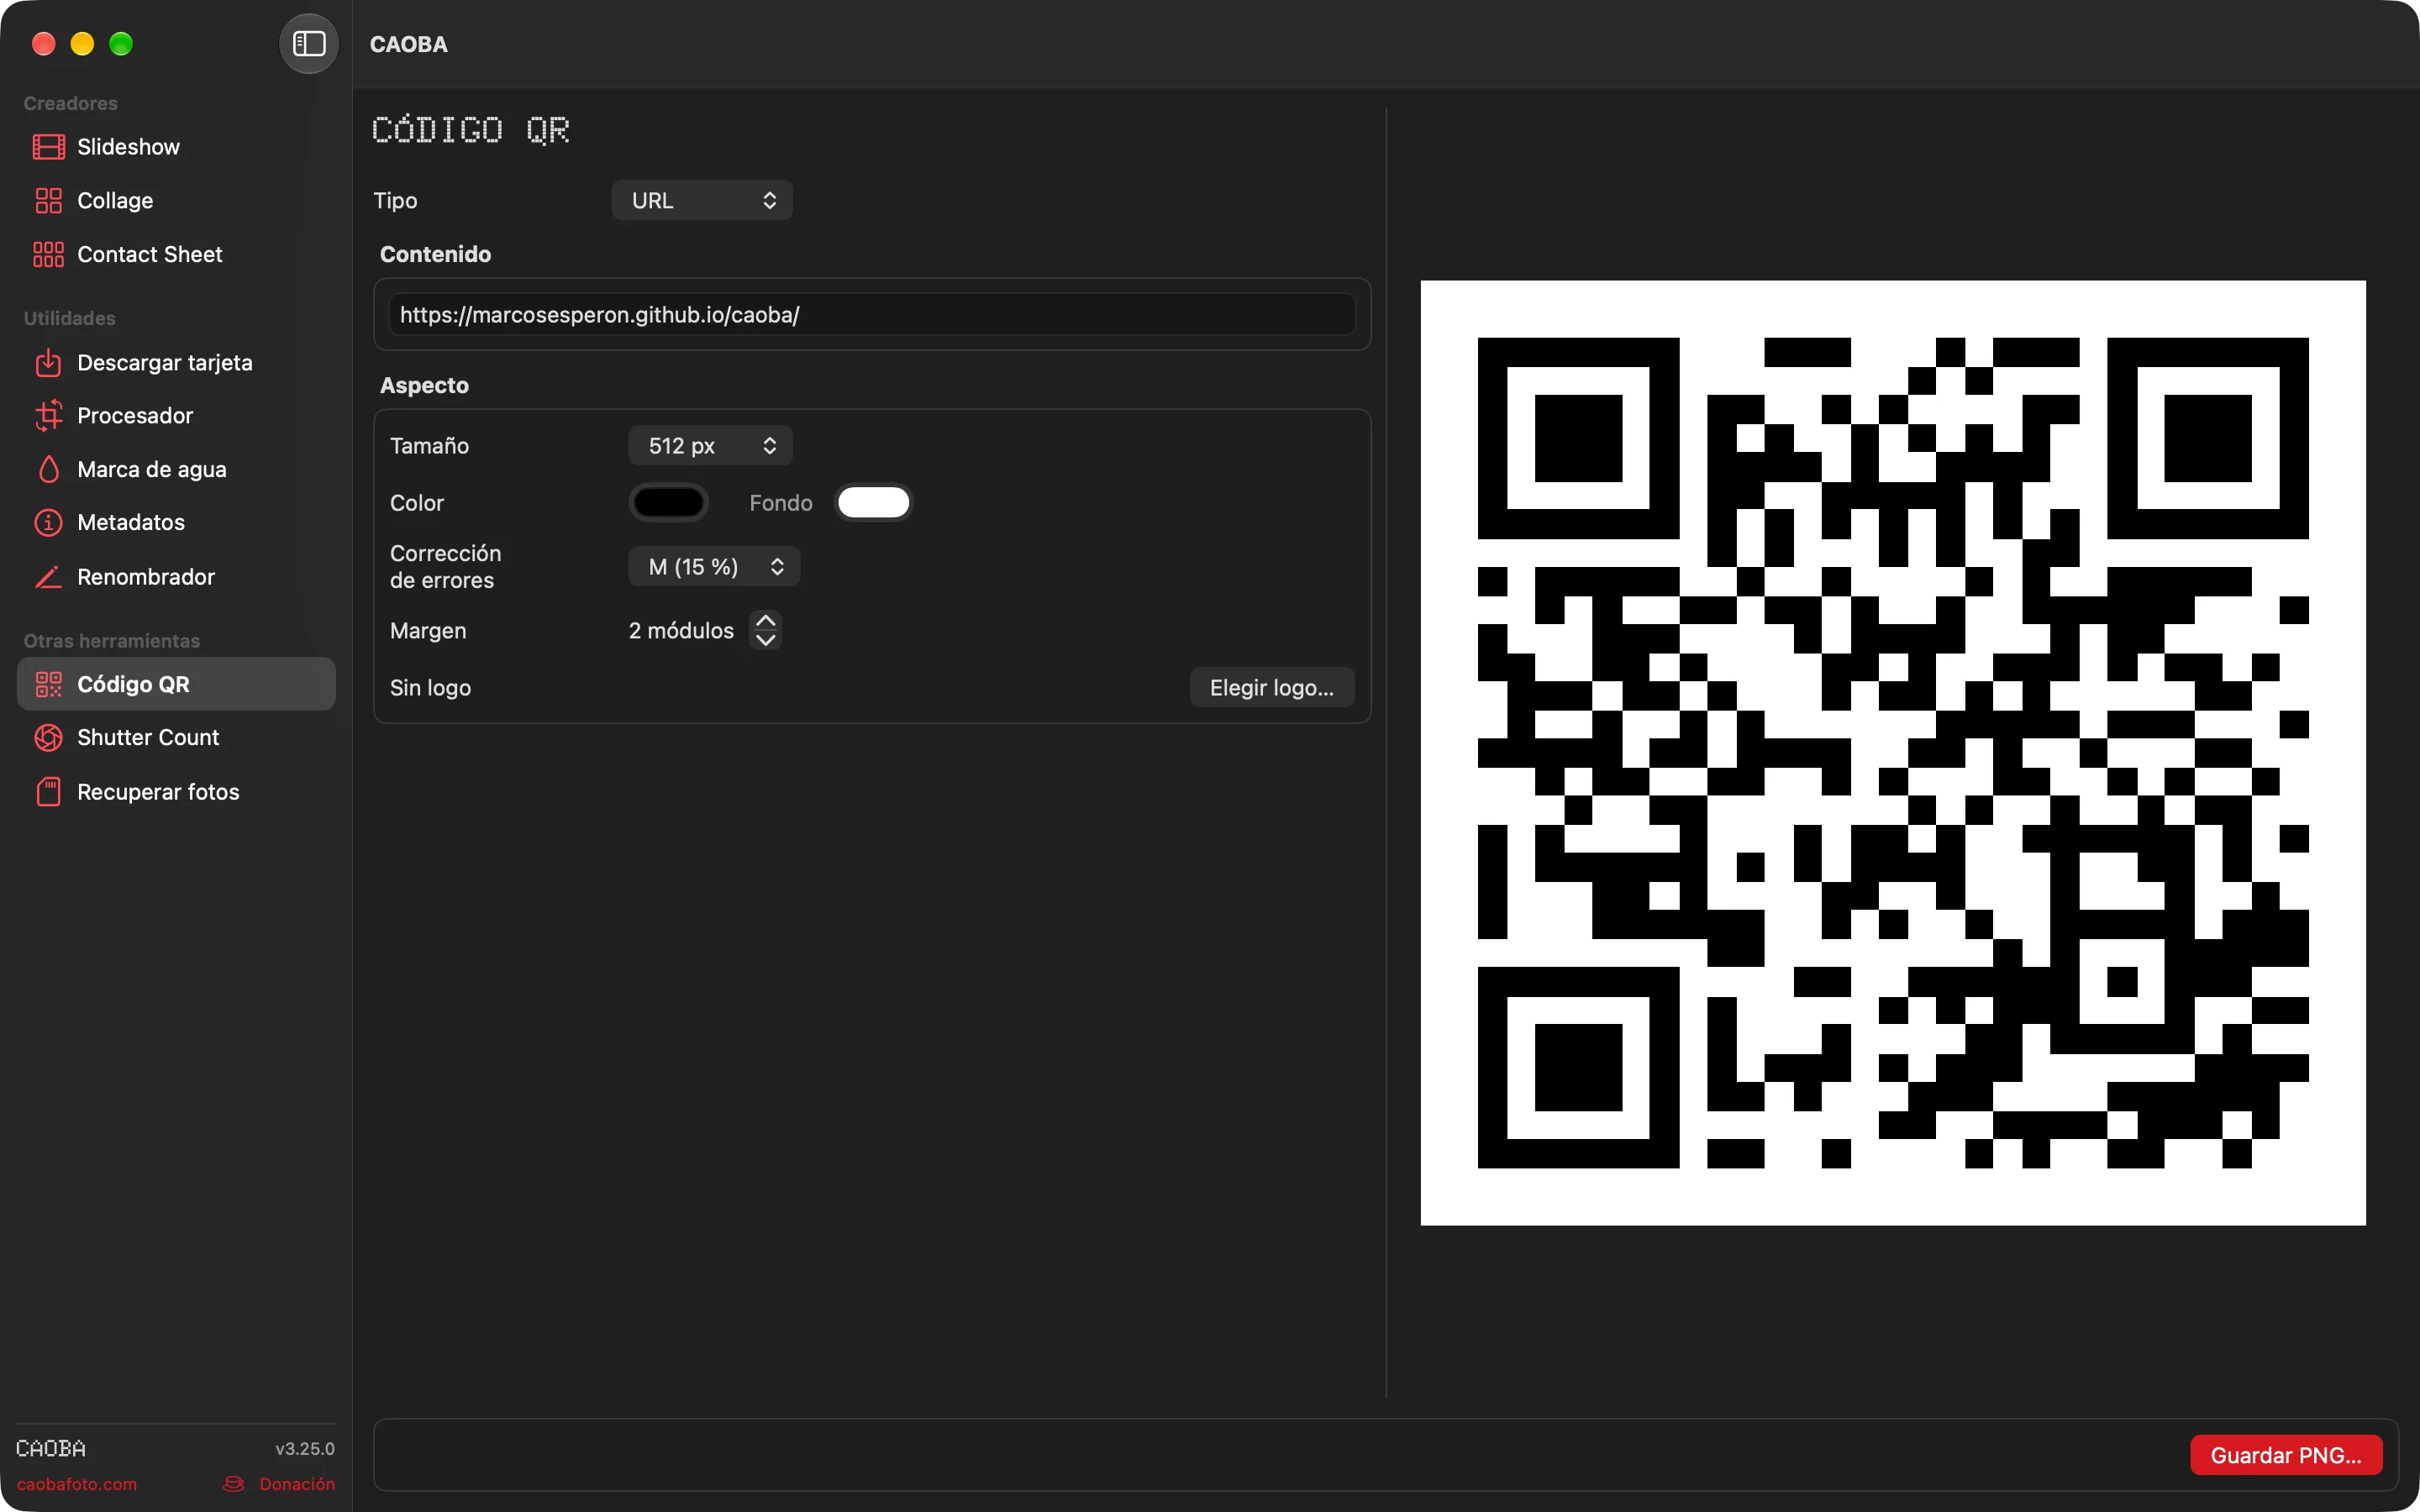 CAOBA
Creadores
Slideshow
Collage
Contact Sheet
Utilidades
Descargar tarjeta
Procesador
Marca de agua
Metadatos
Renombrador
Otras herramientas
Código QR
Shutter Count
Recuperar fotos
CAOBA v3.25.0
caobafoto.com Donación
CÓDIGO QR
Tipo URL
Contenido
https://marcosesperon.github.io/caoba/
Aspecto
Tamaño 512 px
Color Fondo
Corrección
de errores M (15 %)
Margen 2 módulos
Sin logo Elegir logo...
Guardar PNG...